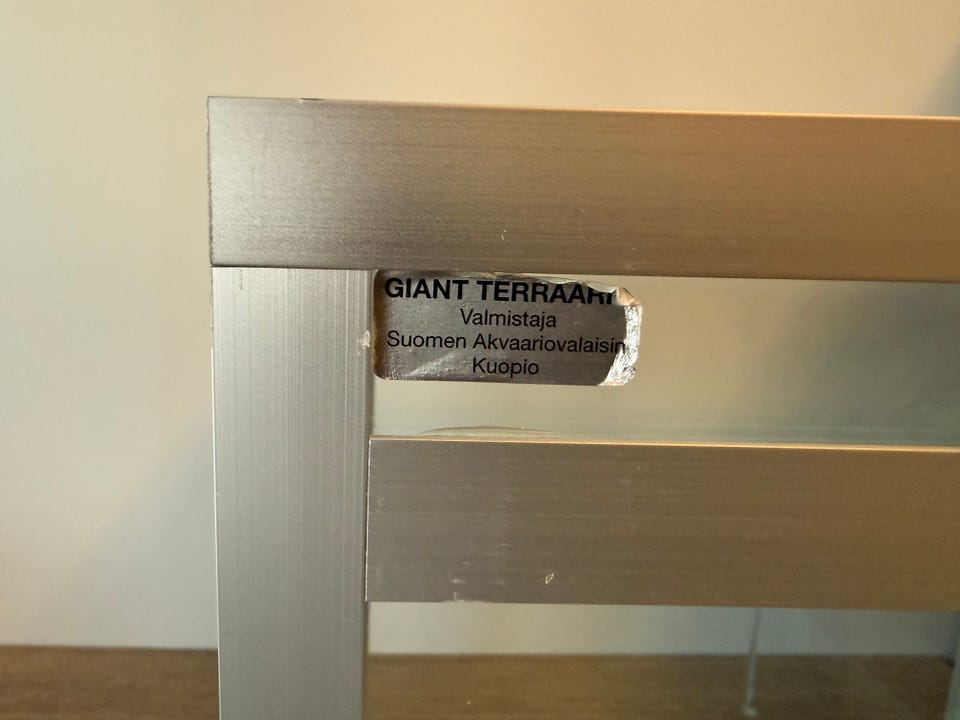 GIANT TERRAARI
Valmistaja
Suomen Akvaariovalaisin
Kuopio